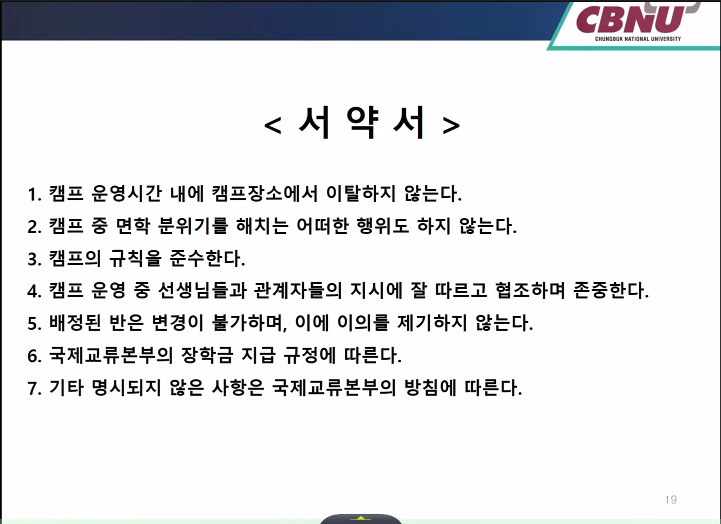 CBNU
CHUNGBUK NATIONAL UNIVERSITY
< 서 약 서 >
1. 캠프 운영시간 내에 캠프장소에서 이탈하지 않는다.
2. 캠프 중 면학 분위기를 해치는 어떠한 행위도 하지 않는다.
3. 캠프의 규칙을 준수한다.
4. 캠프 운영 중 선생님들과 관계자들의 지시에 잘 따르고 협조하며 존중한다.
5. 배정된 반은 변경이 불가하며, 이에 이의를 제기하지 않는다.
6. 국제교류본부의 장학금 지급 규정에 따른다.
7. 기타 명시되지 않은 사항은 국제교류본부의 방침에 따른다.
19